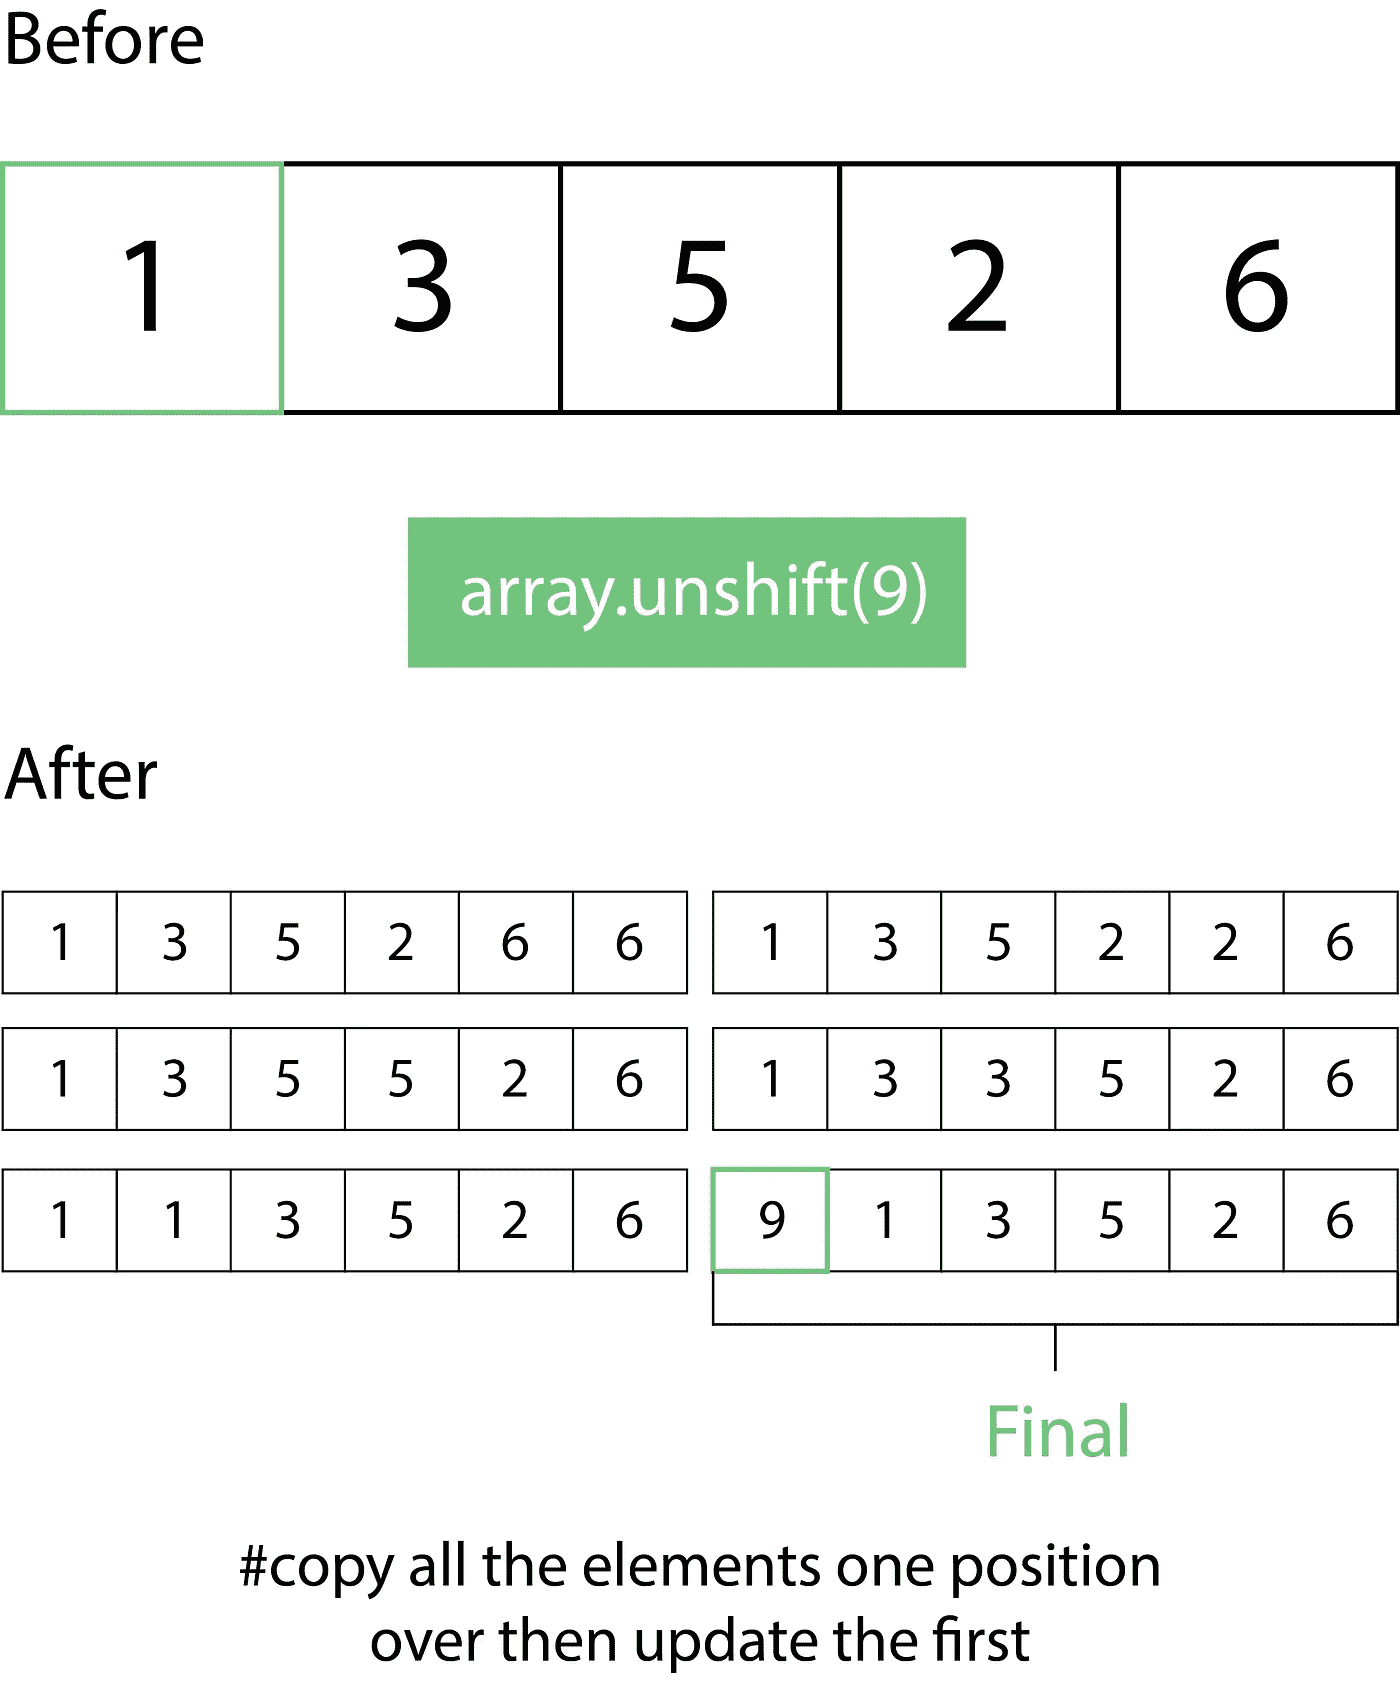 Before
1 3 5 2 6
array.unshift(9)
After
1 3 5 2 6 6 1 3 5 2 2 6
1 3 5 5 2 6 1 3 3 5 2 6
1 1 3 5 2 6 9 1 3 5 2 6
Final
#copy all the elements one position
over then update the first